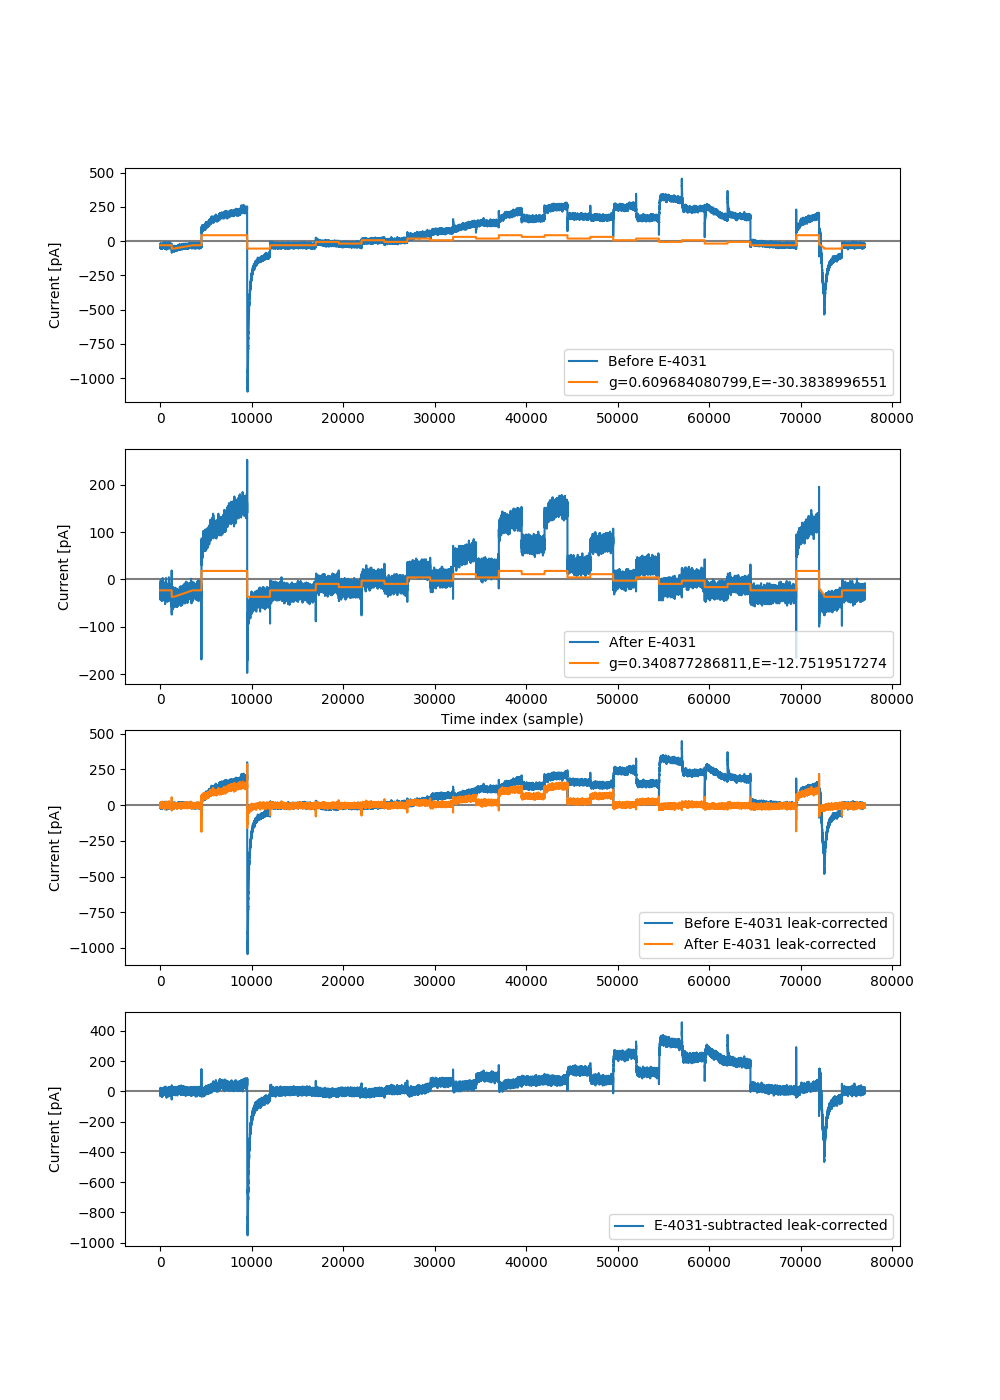 500
250
0
−250
−500
−750
−1000
Current [pA]
Before E-4031
g=0.609684080799,E=-30.3838996551
0 10000 20000 30000 40000 50000 60000 70000 80000
200
100
0
−100
−200
Current [pA]
After E-4031
g=0.340877286811,E=-12.7519517274
0 10000 20000 30000 40000 50000 60000 70000 80000
Time index (sample)
500
250
0
−250
−500
−750
−1000
Current [pA]
Before E-4031 leak-corrected
After E-4031 leak-corrected
0 10000 20000 30000 40000 50000 60000 70000 80000
400
200
0
−200
−400
−600
−800
−1000
Current [pA]
E-4031-subtracted leak-corrected
0 10000 20000 30000 40000 50000 60000 70000 80000